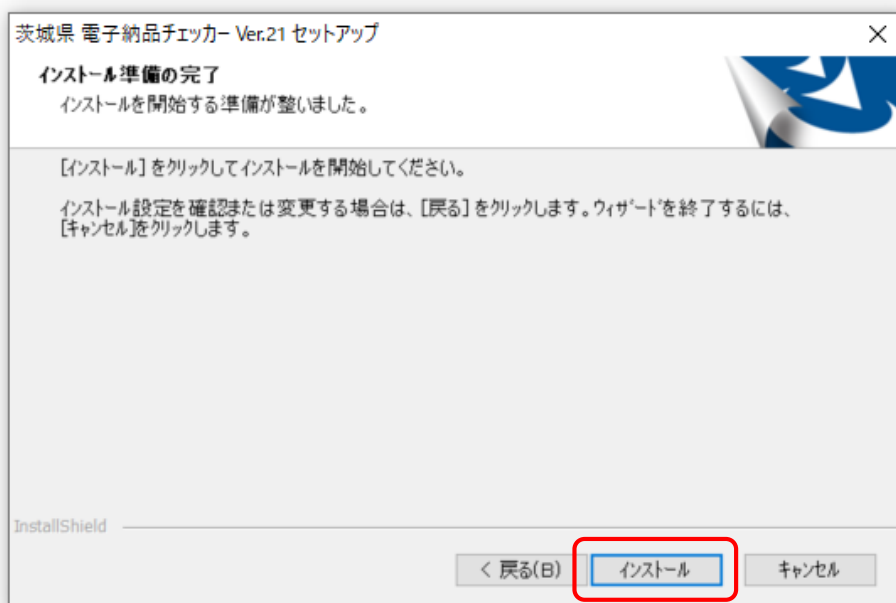 茨城県 電子納品チェッカー Ver.21 セットアップ
インストール準備の完了
インストールを開始する準備が整いました。
[インストール] をクリックしてインストールを開始してください。
インストール設定を確認または変更する場合は、[戻る] をクリックします。ウィザードを終了するには、
[キャンセル]をクリックします。
InstallShield
< 戻る(B)
インストール
キャンセル